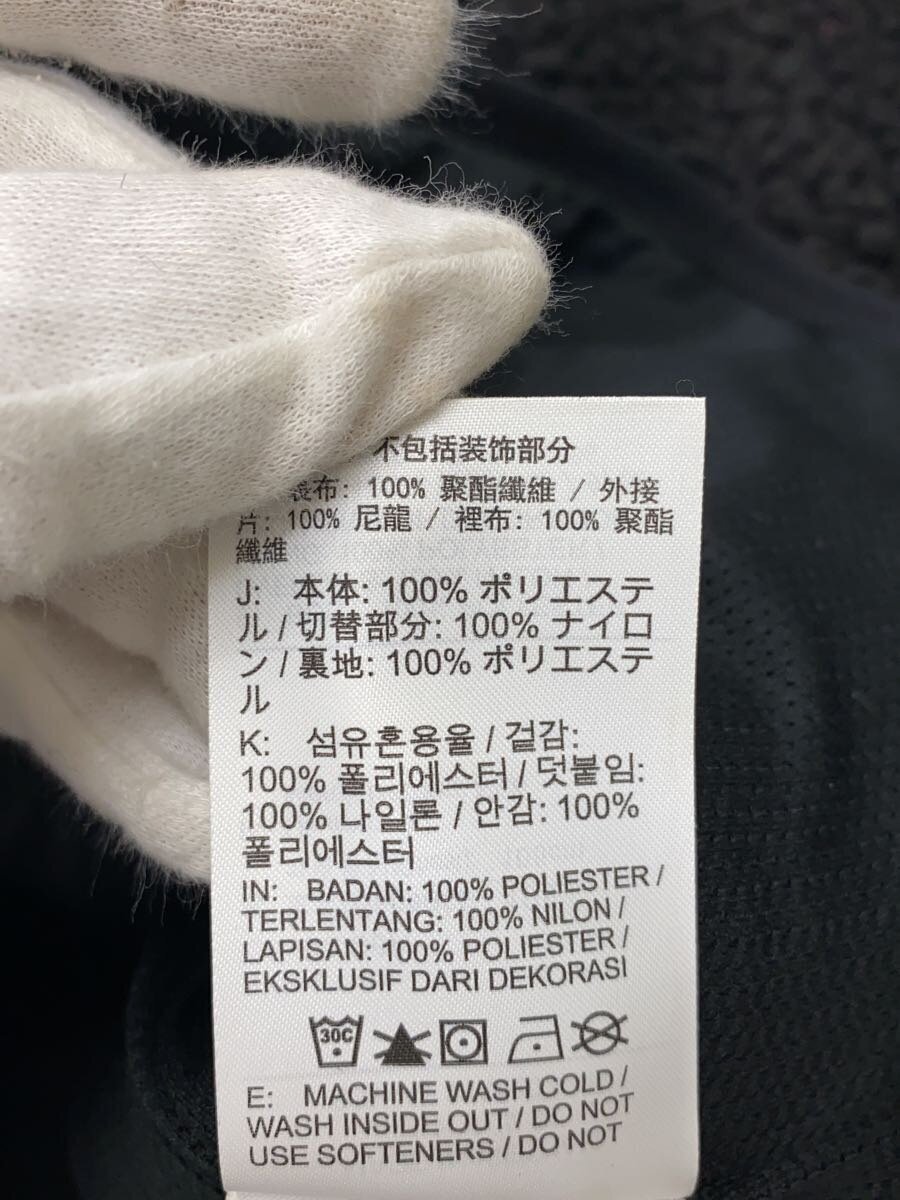 不包括装饰部分
表布: 100% 聚酯纖維 / 外接
片: 100% 尼龍 / 裡布: 100% 聚酯
纖維
J: 本体: 100% ポリエステ
ル / 切替部分: 100% ナイロ
ン / 裏地: 100% ポリエステ
ル
K: 섬유혼용율 / 겉감:
100% 폴리에스터 / 덧붙임:
100% 나일론 / 안감: 100%
폴리에스터
IN: BADAN: 100% POLIESTER /
TERLENTANG: 100% NILON /
LAPISAN: 100% POLIESTER /
EKSKLUSIF DARI DEKORASI
30C
E: MACHINE WASH COLD /
WASH INSIDE OUT / DO NOT
USE SOFTENERS / DO NOT